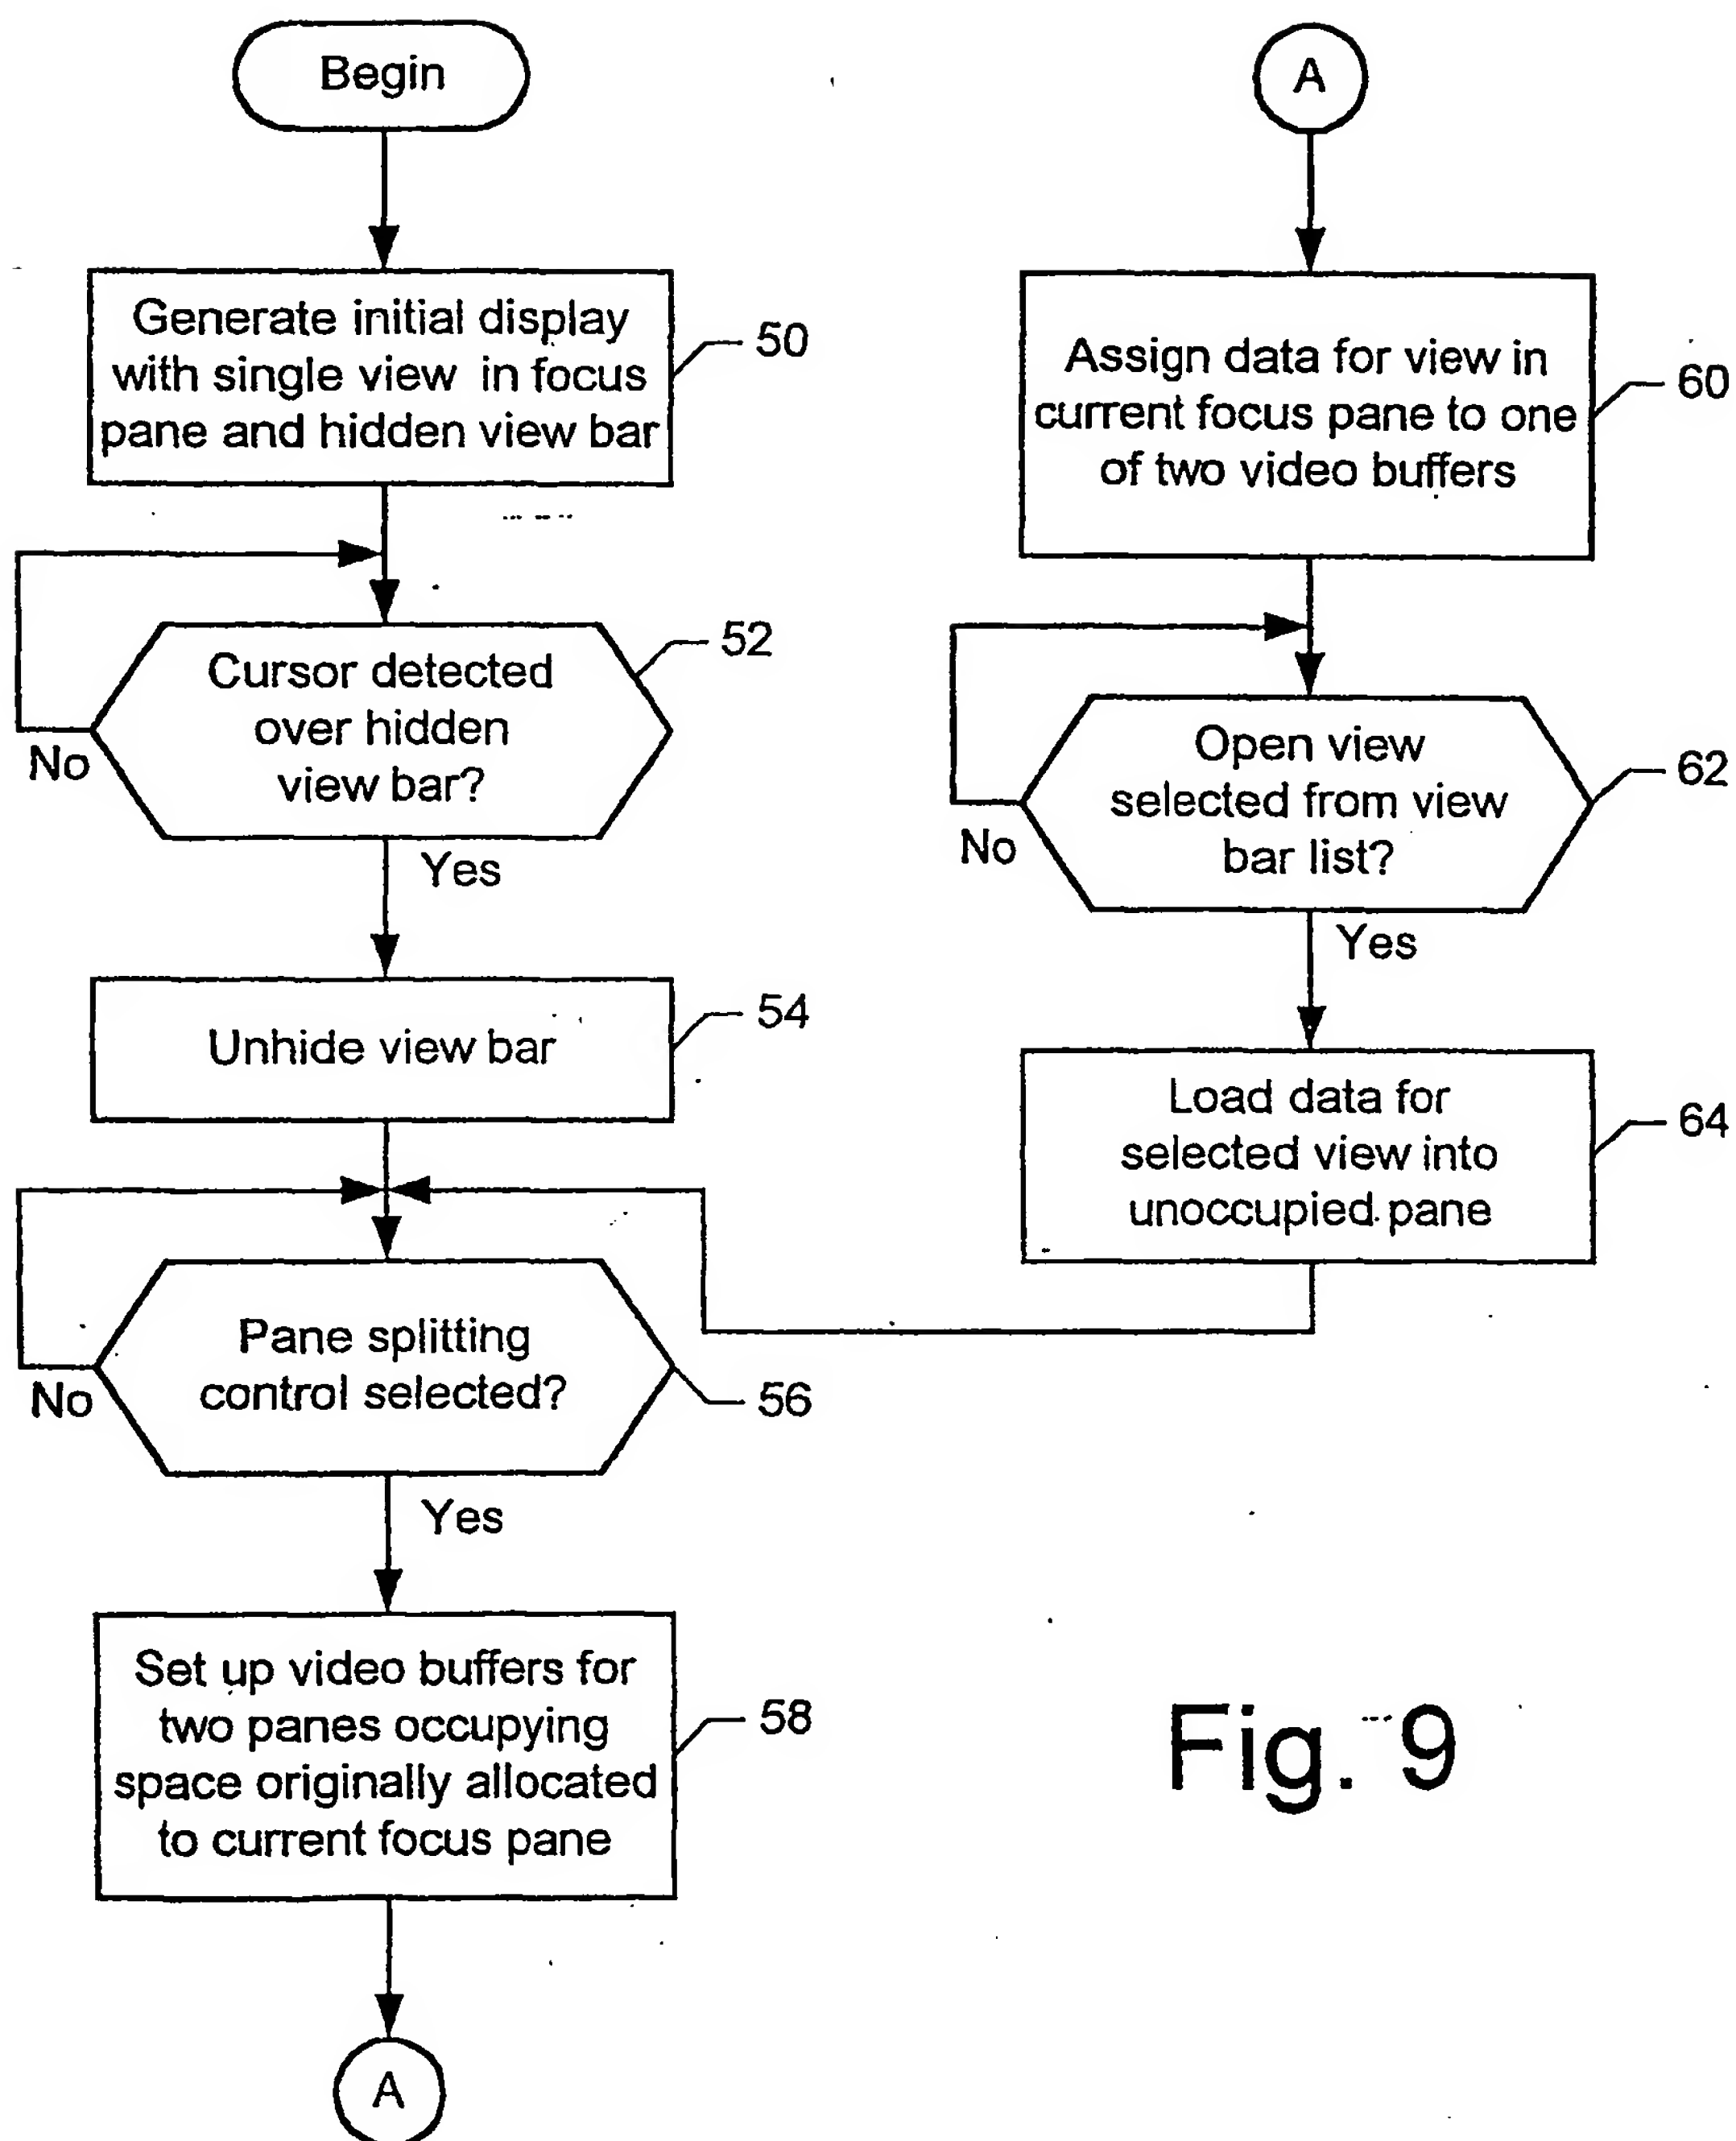 Begin
Generate initial display
with single view in focus
pane and hidden view bar
50
Cursor detected
over hidden
view bar?
52
No
Yes
Unhide view bar
54
Pane splitting
control selected?
56
No
Yes
Set up video buffers for
two panes occupying
space originally allocated
to current focus pane
58
A
A
Assign data for view in
current focus pane to one
of two video buffers
60
Open view
selected from view
bar list?
62
No
Yes
Load data for
selected view into
unoccupied pane
64
Fig. 9